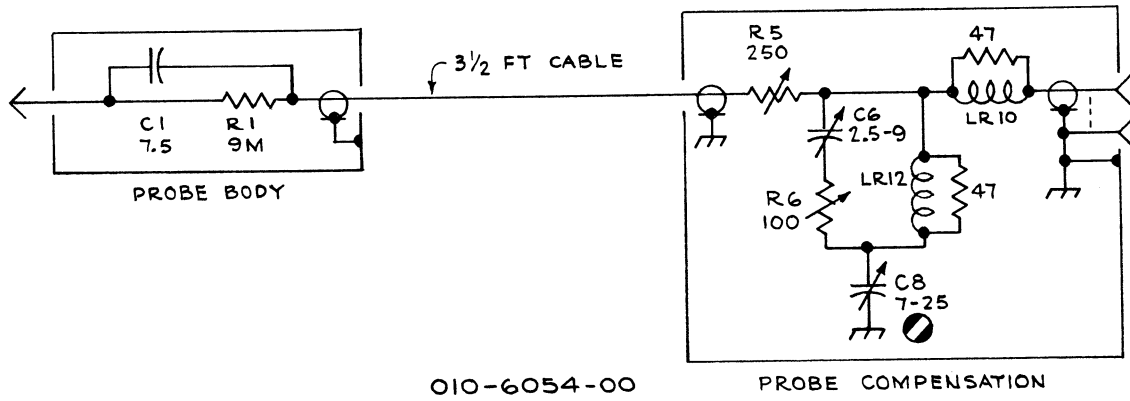 C1
7.5
R1
9M
PROBE BODY
3½ FT CABLE
R5
250
47
LR10
C6
2.5-9
R6
100
LR12
47
C8
7-25
010-6054-00
PROBE COMPENSATION